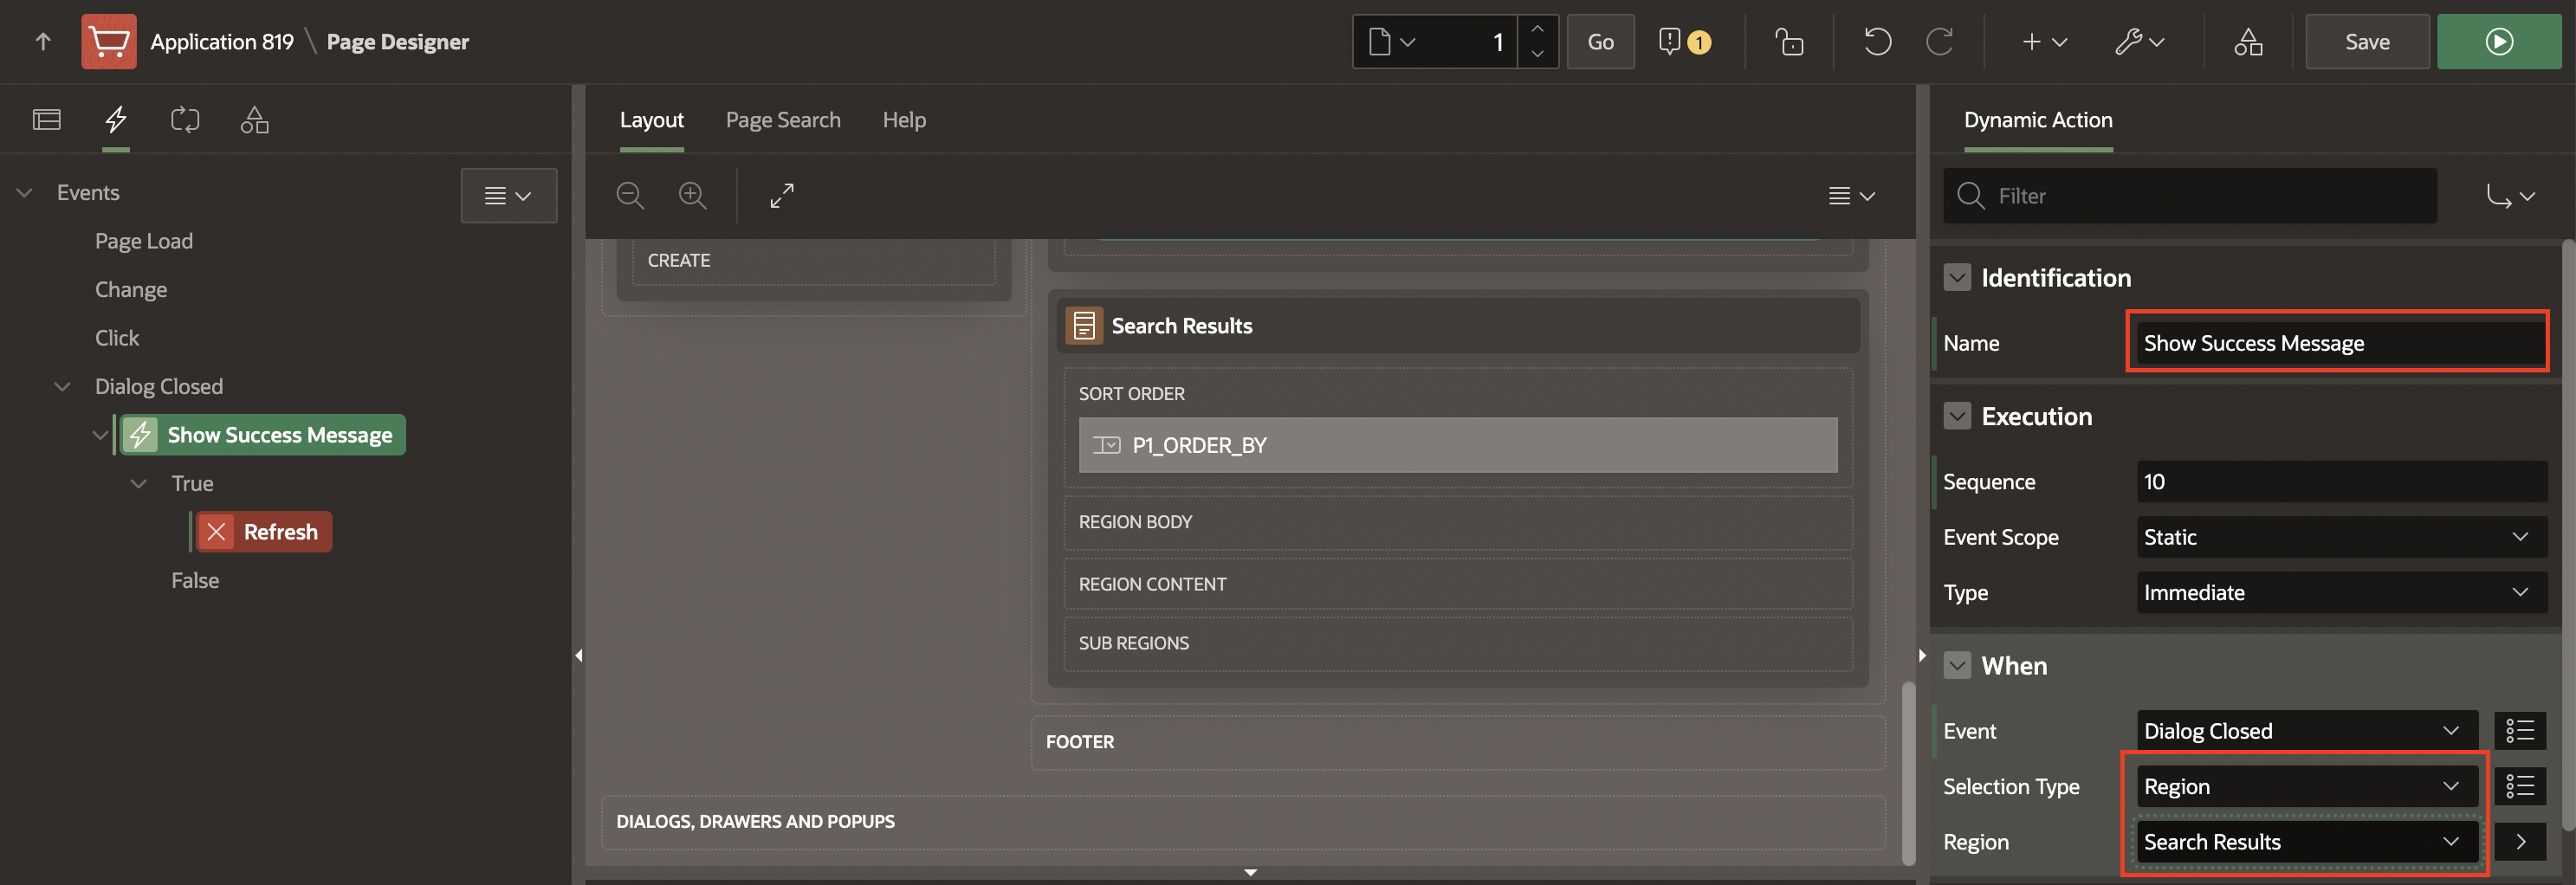 Application 819 \ Page Designer
1
Go
1
Save
Layout
Page Search
Help
Dynamic Action
Events
Page Load
Change
Click
Dialog Closed
Show Success Message
True
Refresh
False
CREATE
Search Results
SORT ORDER
P1_ORDER_BY
REGION BODY
REGION CONTENT
SUB REGIONS
FOOTER
DIALOGS, DRAWERS AND POPUPS
Filter
Identification
Name
Show Success Message
Execution
Sequence
10
Event Scope
Static
Type
Immediate
When
Event
Dialog Closed
Selection Type
Region
Region
Search Results